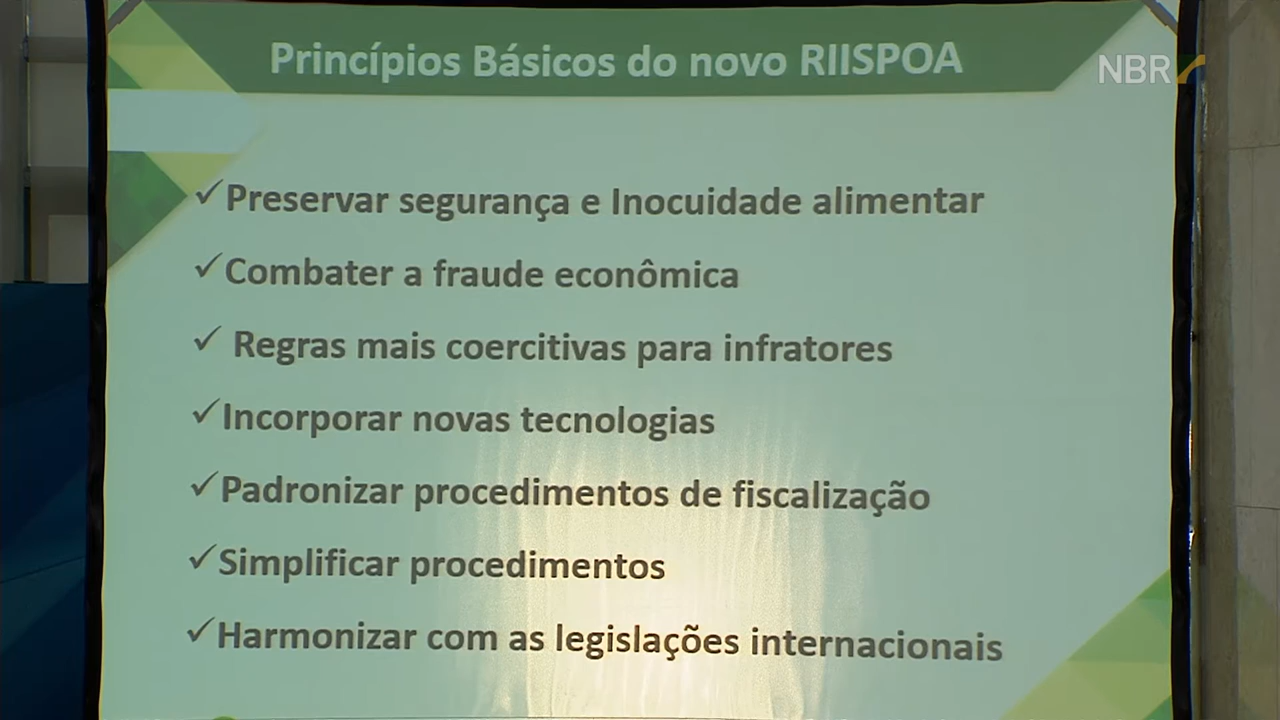 Princípios Básicos do novo RIISPOA
NBR
✓Preservar segurança e Inocuidade alimentar
✓Combater a fraude econômica
✓ Regras mais coercitivas para infratores
✓Incorporar novas tecnologias
✓Padronizar procedimentos de fiscalização
✓Simplificar procedimentos
✓Harmonizar com as legislações internacionais